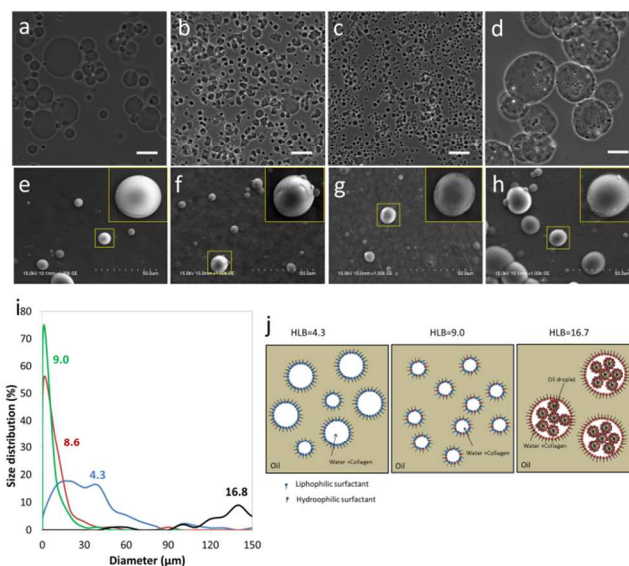 a
b
c
d
e
f
g
h
15.0kV 10.1mm x1.00k SE 50.0um
15.0kV 10.1mm x1.00k SE 50.0um
15.0kV 10.1mm x1.00k SE 50.0um
15.0kV 10.1mm x1.00k SE 50.0um
i
Size distribution (%)
80
70
60
50
40
30
20
10
0
9.0
8.6
4.3
16.8
0 30 60 90 120 150
Diameter (µm)
j
HLB=4.3 HLB=9.0 HLB=16.7
Oil droplet
Water +Collagen
Water +Collagen
Water +Collagen
Oil
Oil
Oil
Liphophilic surfactant
Hydroophilic surfactant